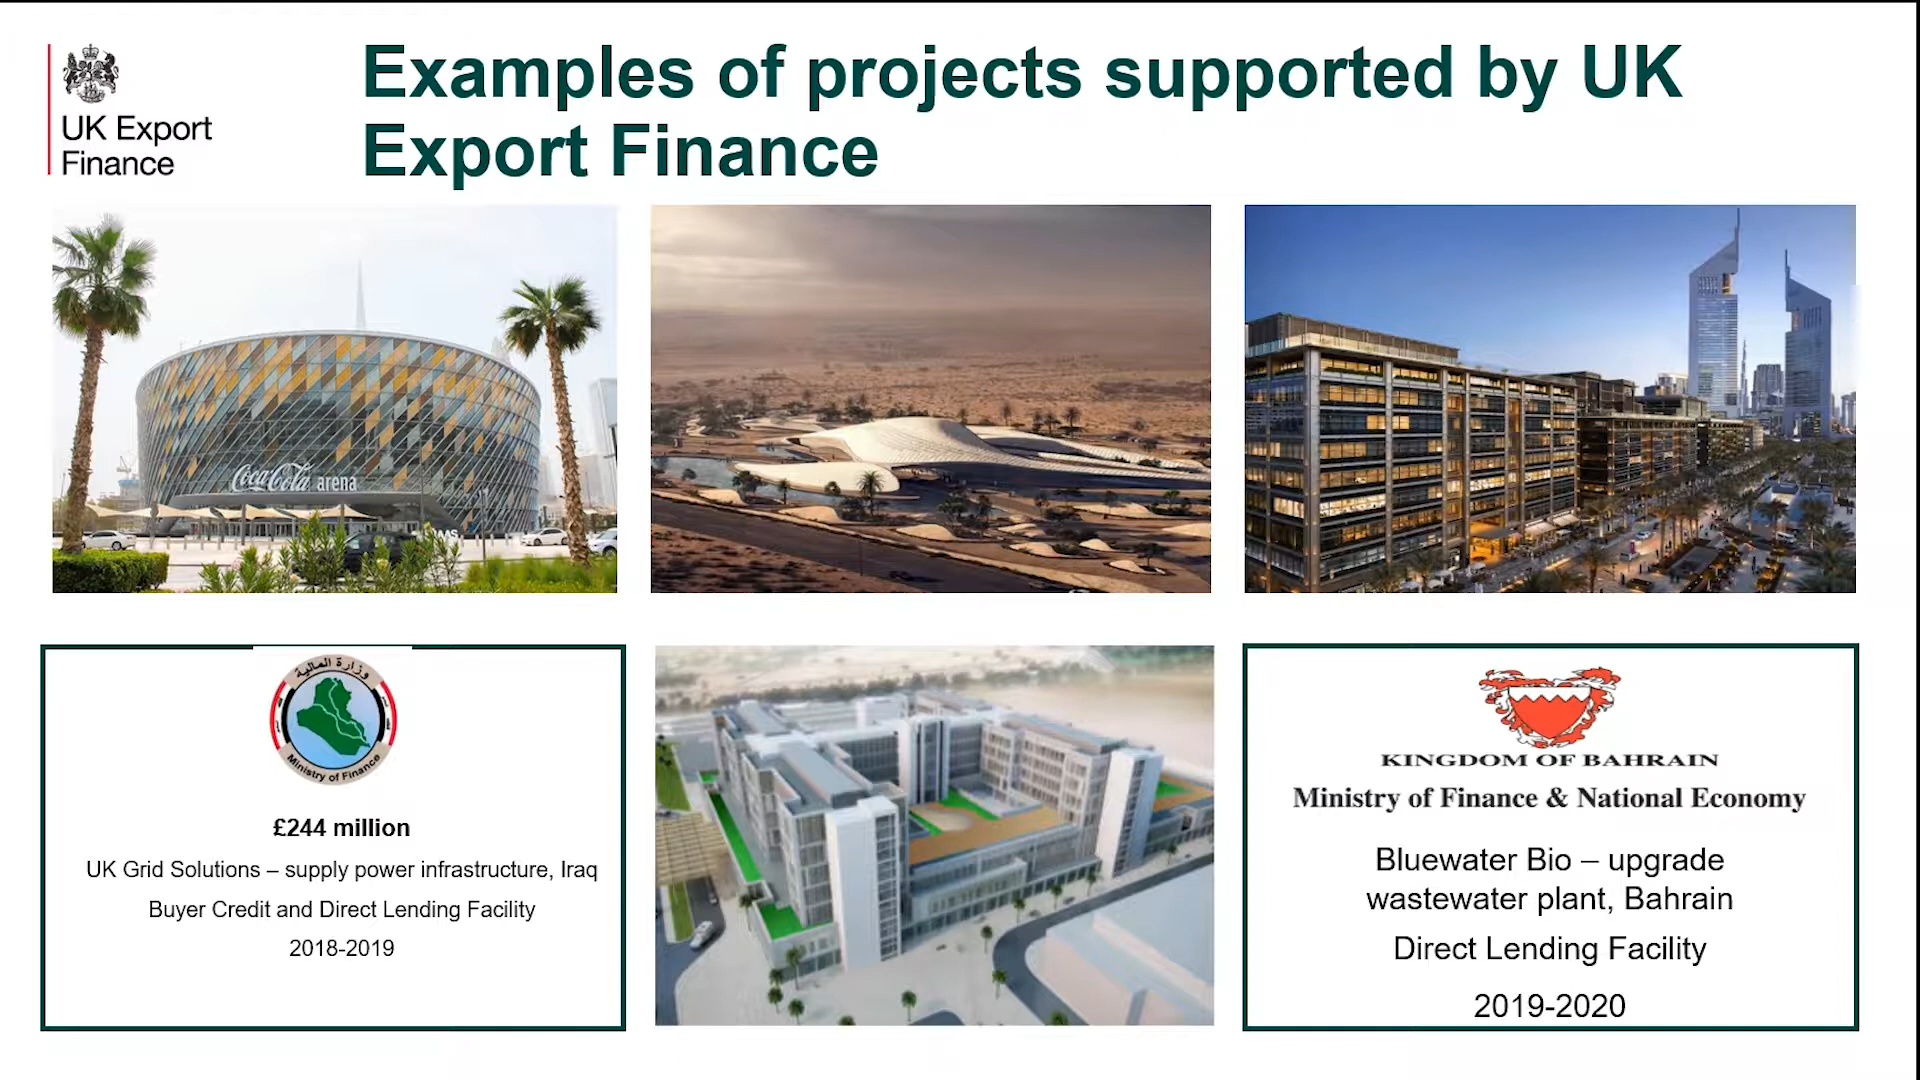 UK Export
Finance
Examples of projects supported by UK
Export Finance
Coca-Cola arena
وزارة المالية
Ministry of Finance
£244 million
UK Grid Solutions – supply power infrastructure, Iraq
Buyer Credit and Direct Lending Facility
2018-2019
KINGDOM OF BAHRAIN
Ministry of Finance & National Economy
Bluewater Bio – upgrade
wastewater plant, Bahrain
Direct Lending Facility
2019-2020